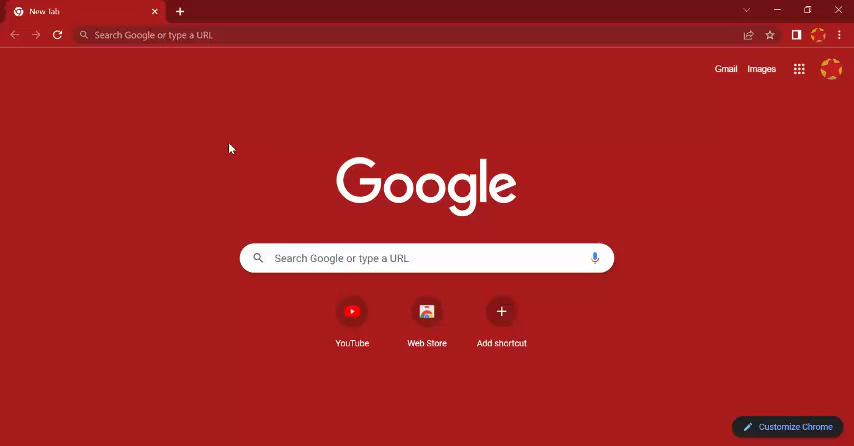 New Tab
Search Google or type a URL
Gmail Images
Google
Search Google or type a URL
YouTube Web Store Add shortcut
Customize Chrome